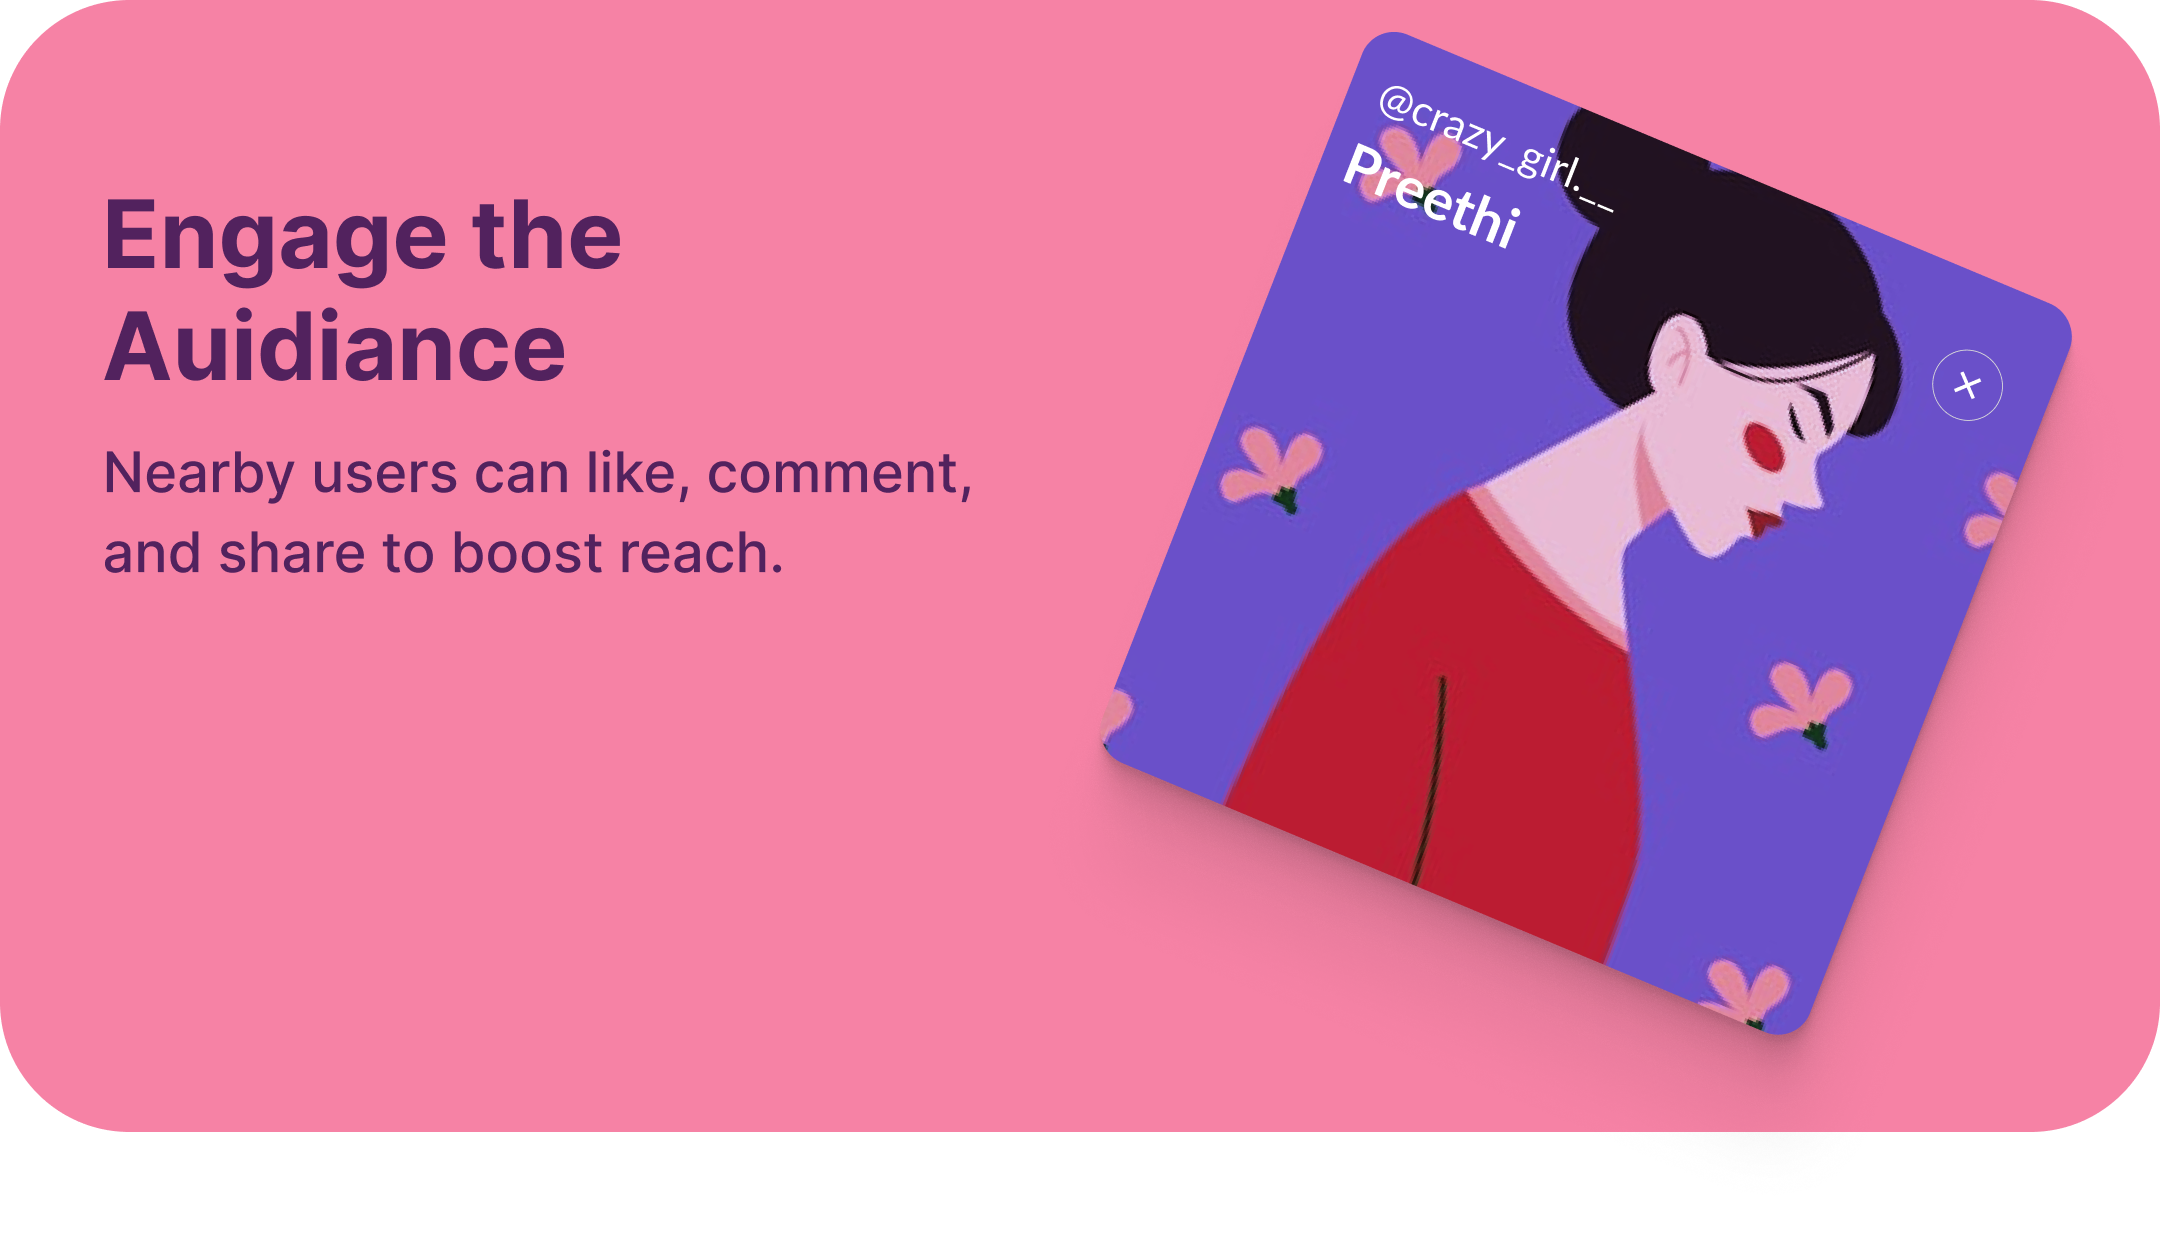 Engage the
Auidiance
Nearby users can like, comment,
and share to boost reach.
@crazy_girl.__
Preethi